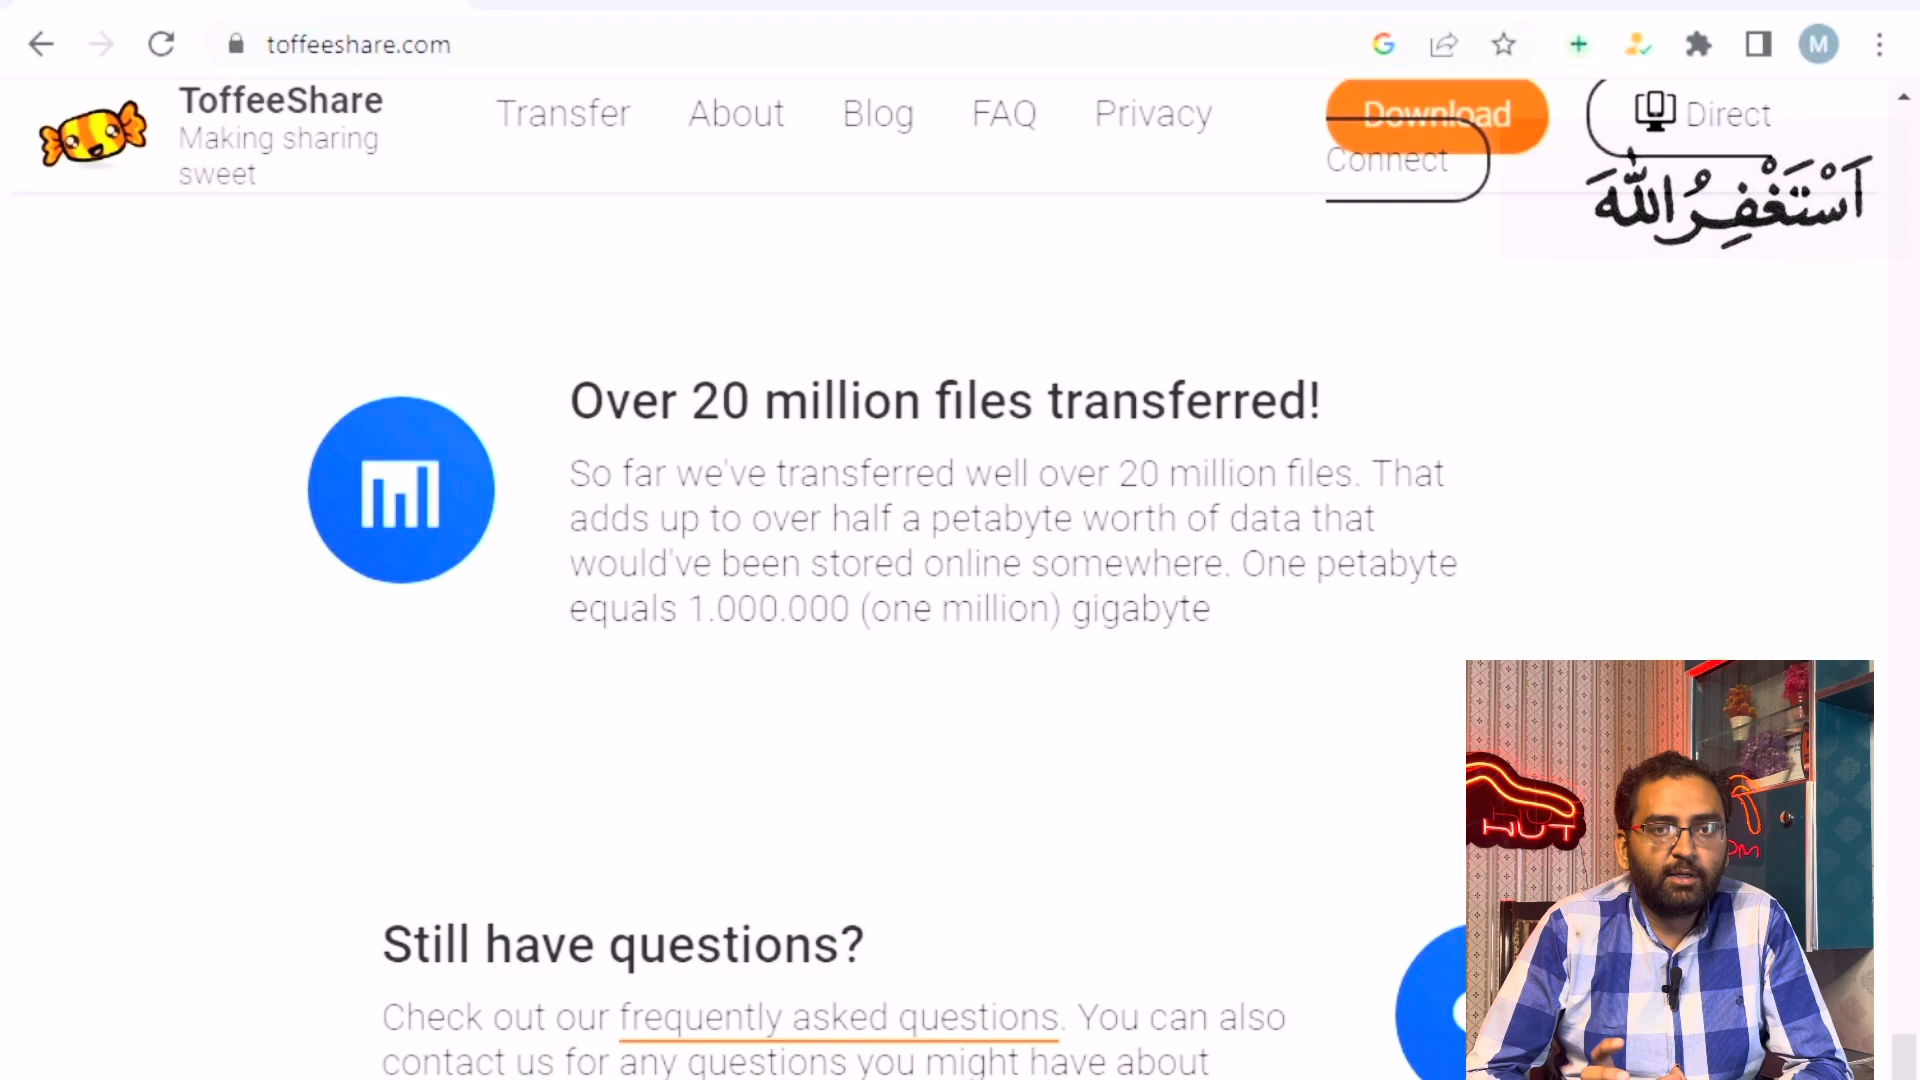 toffeeshare.com
M
ToffeeShare
Making sharing
sweet
Transfer
About
Blog
FAQ
Privacy
Download
Direct
Connect
اَسْتَغْفِرُاللّٰهَ
Over 20 million files transferred!
So far we've transferred well over 20 million files. That
adds up to over half a petabyte worth of data that
would've been stored online somewhere. One petabyte
equals 1.000.000 (one million) gigabyte
HUT
Still have questions?
Check out our frequently asked questions. You can also
contact us for any questions you might have about